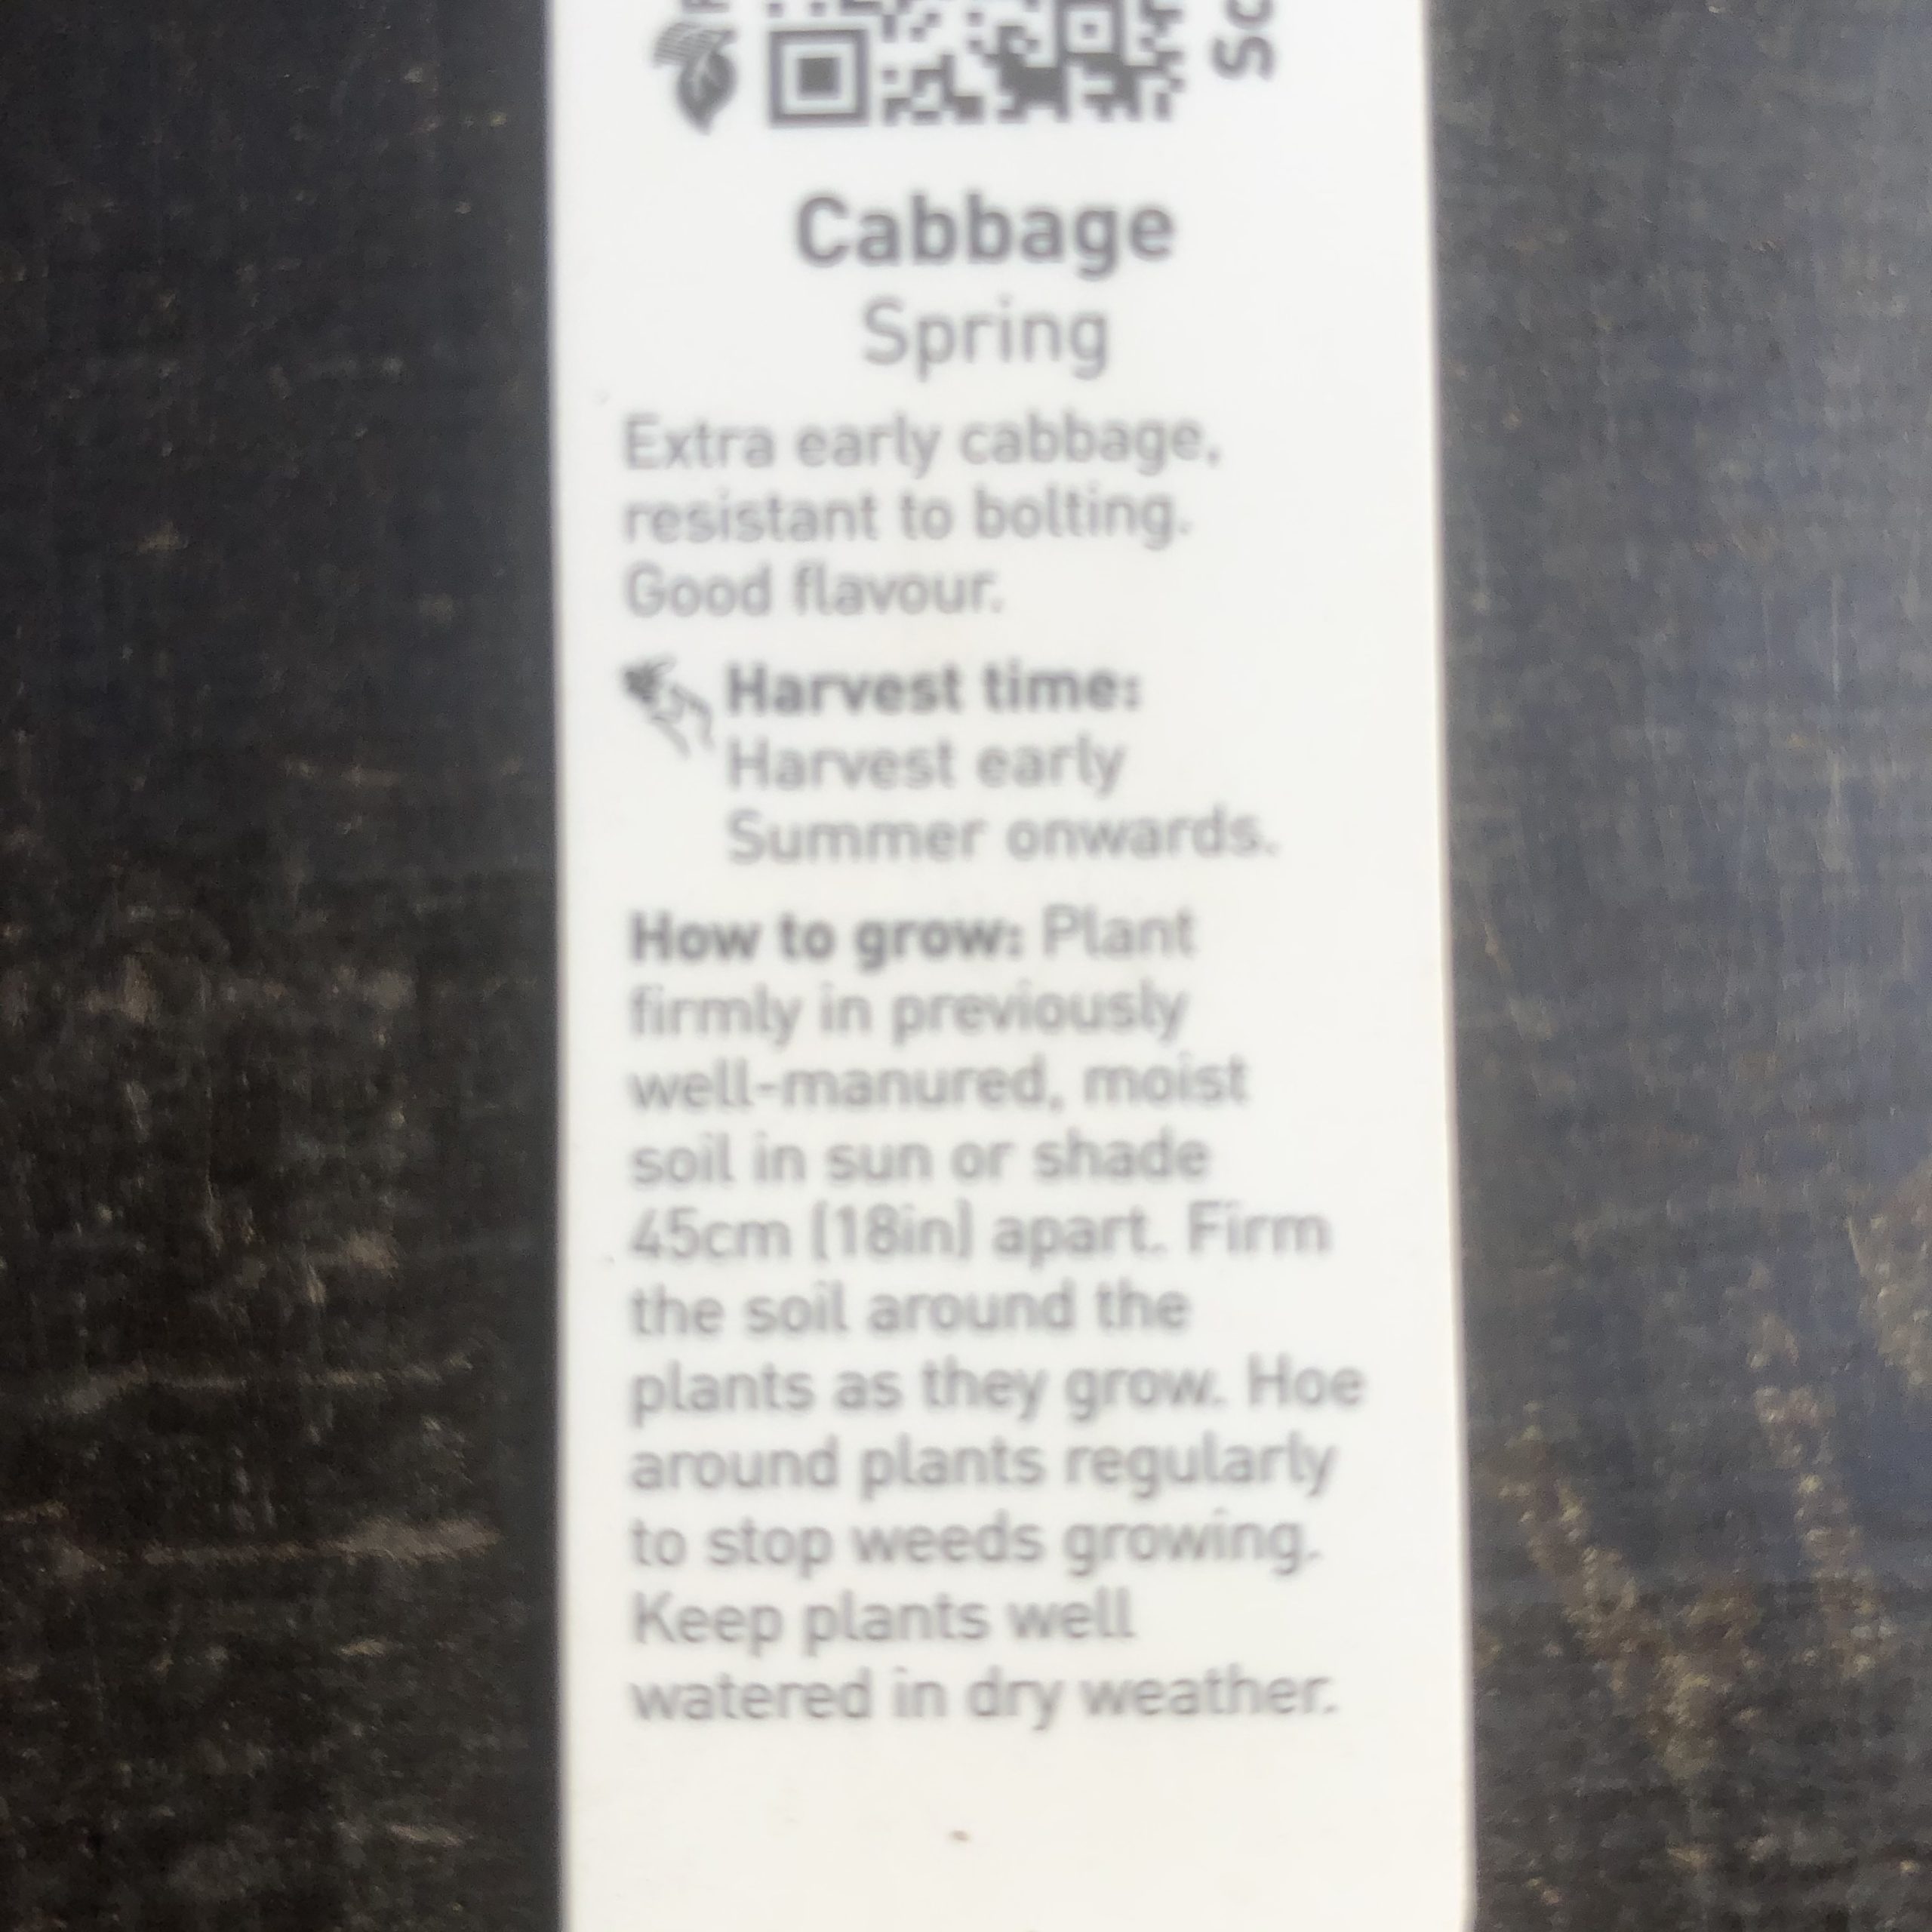 Sc
Cabbage
Spring
Extra early cabbage,
resistant to bolting.
Good flavour.
Harvest time:
Harvest early
Summer onwards.
How to grow: Plant
firmly in previously
well-manured, moist
soil in sun or shade
45cm (18in) apart. Firm
the soil around the
plants as they grow. Hoe
around plants regularly
to stop weeds growing.
Keep plants well
watered in dry weather.